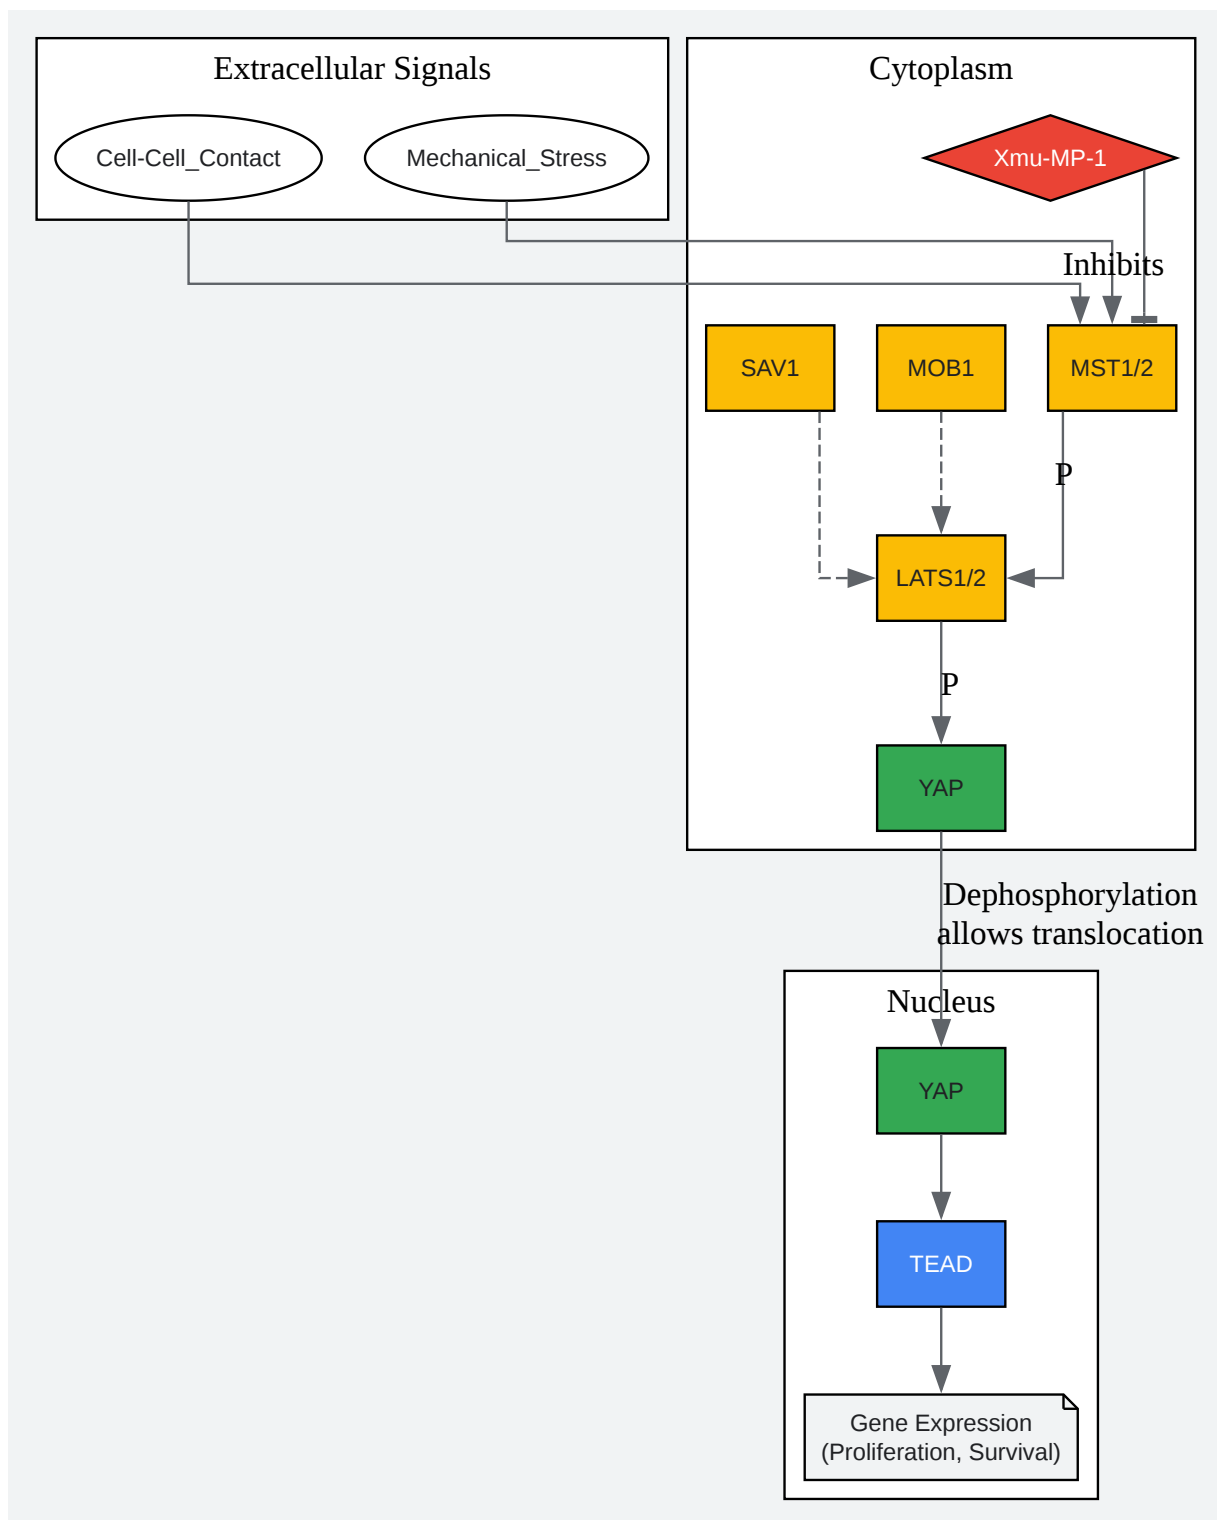 Extracellular Signals
Cytoplasm
Cell-Cell_Contact
Mechanical_Stress
Xmu-MP-1
Inhibits
SAV1
MOB1
MST1/2
P
LATS1/2
P
YAP
Dephosphorylation
allows translocation
Nucleus
YAP
TEAD
Gene Expression
(Proliferation, Survival)